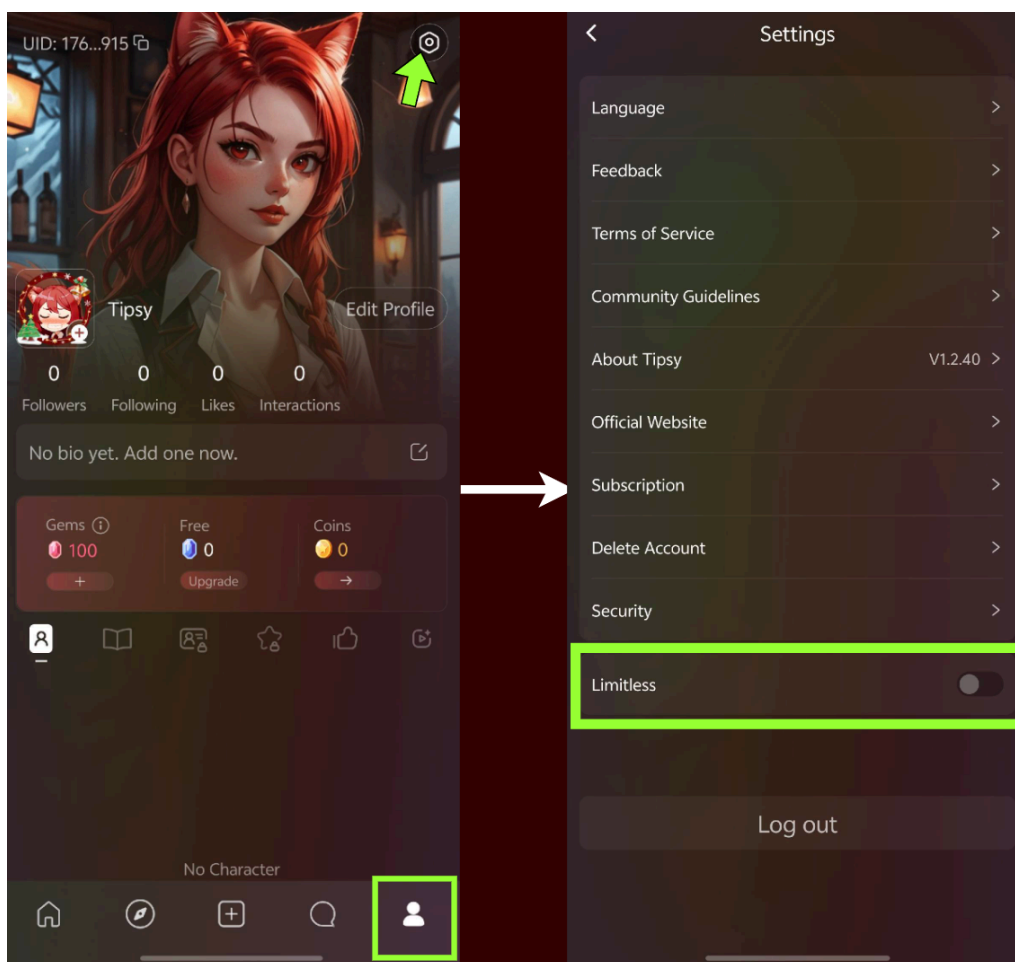 UID: 176...915
Tipsy
Edit Profile
0 0 0 0
Followers Following Likes Interactions
No bio yet. Add one now.
Gems Free Coins
100 0 0
+ Upgrade →
No Character
Settings
Language
Feedback
Terms of Service
Community Guidelines
About Tipsy V1.2.40
Official Website
Subscription
Delete Account
Security
Limitless
Log out